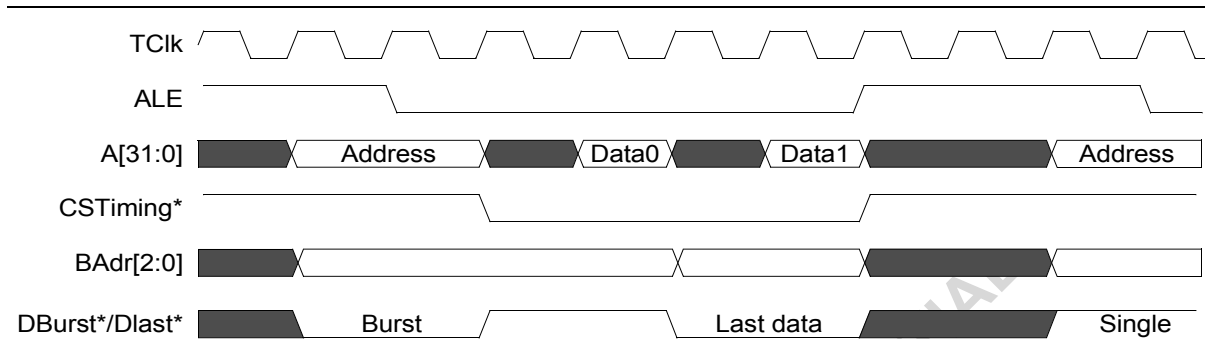 TClk
ALE
A[31:0] Address Data0 Data1 Address
CSTiming*
BAdr[2:0]
DBurst*/Dlast* Burst Last data Single